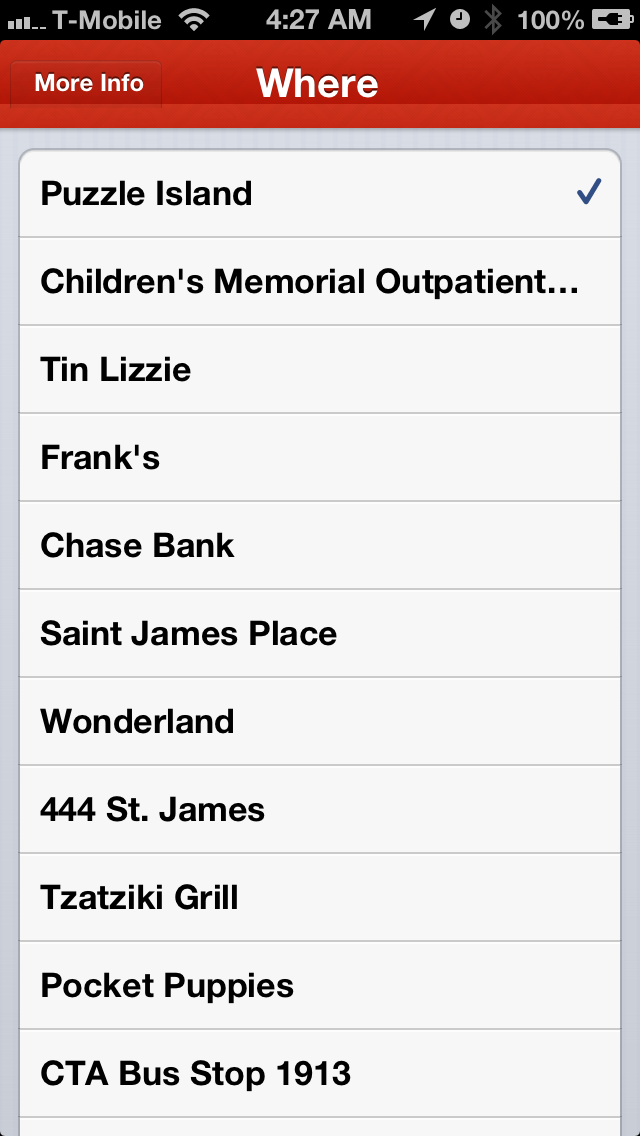 T-Mobile 4:27 AM 100%
More Info Where
Puzzle Island
Children's Memorial Outpatient...
Tin Lizzie
Frank's
Chase Bank
Saint James Place
Wonderland
444 St. James
Tzatziki Grill
Pocket Puppies
CTA Bus Stop 1913